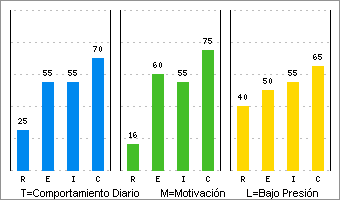 25 55 55 70
16 60 55 75
40 50 55 65
R E I C R E I C R E I C
T=Comportamiento Diario M=Motivación L=Bajo Presión